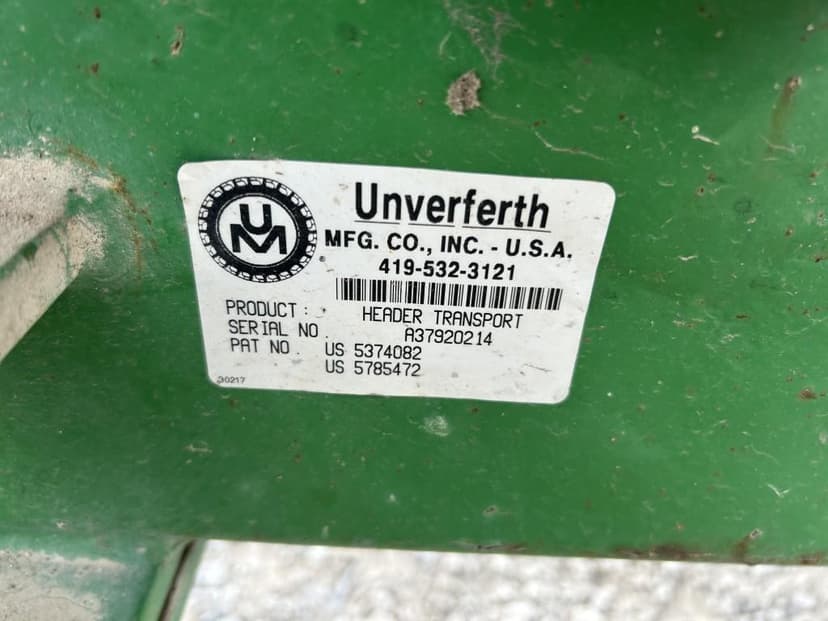 UM
Unverferth
MFG. CO., INC. - U.S.A.
419-532-3121
PRODUCT: HEADER TRANSPORT
SERIAL NO. A37920214
PAT NO. US 5374082
US 5785472
30217